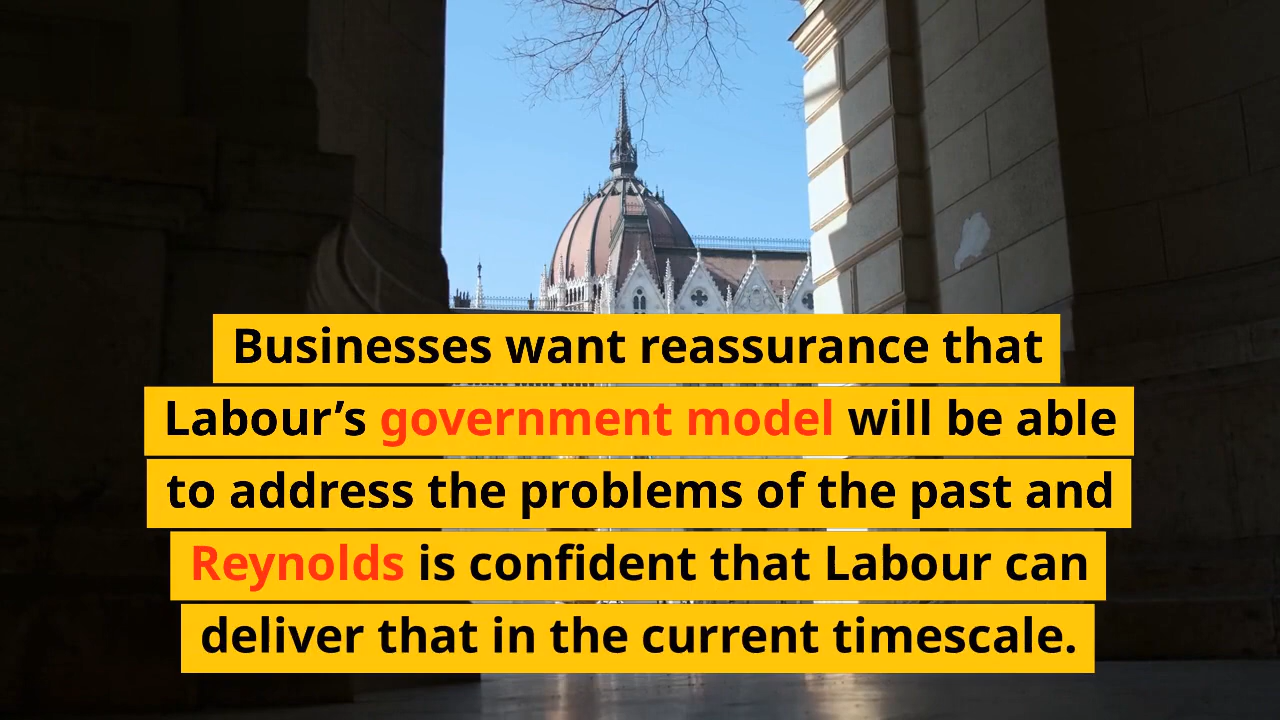 Businesses want reassurance that
Labour’s government model will be able
to address the problems of the past and
Reynolds is confident that Labour can
deliver that in the current timescale.